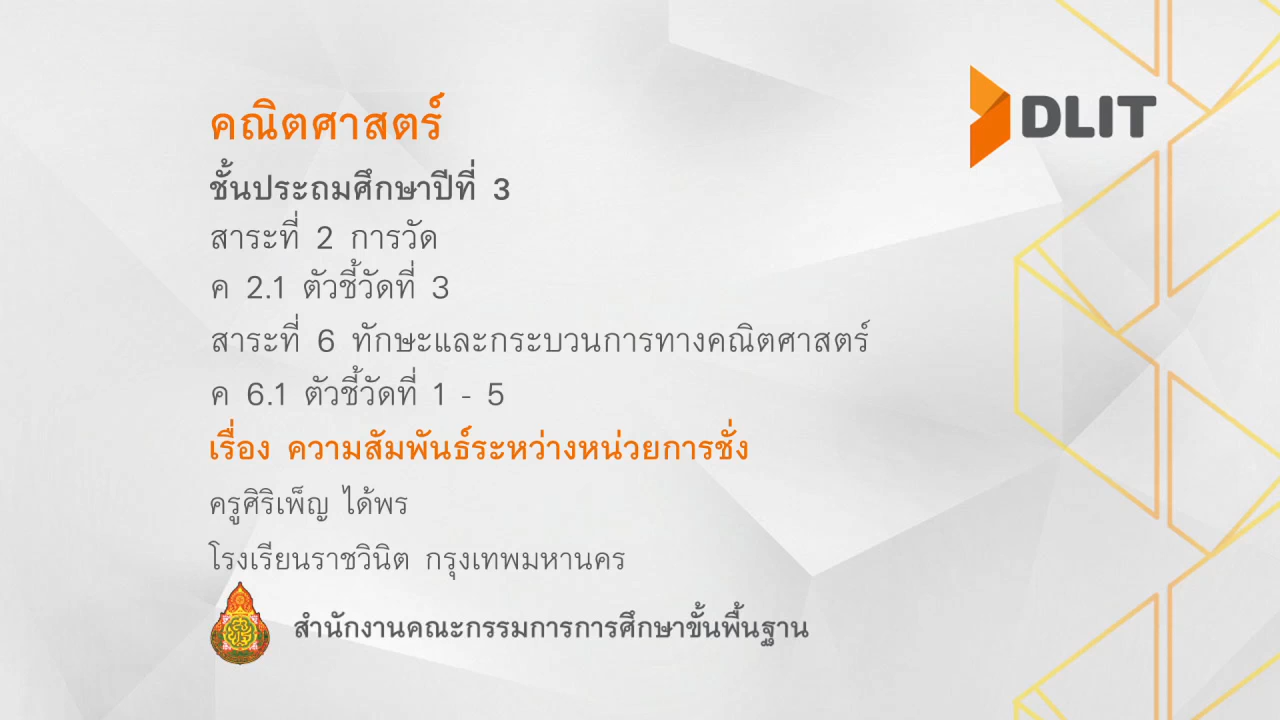 คณิตศาสตร์
DLIT
ชั้นประถมศึกษาปีที่ 3
สาระที่ 2 การวัด
ค 2.1 ตัวชี้วัดที่ 3
สาระที่ 6 ทักษะและกระบวนการทางคณิตศาสตร์
ค 6.1 ตัวชี้วัดที่ 1 - 5
เรื่อง ความสัมพันธ์ระหว่างหน่วยการชั่ง
ครูศิริเพ็ญ ได้พร
โรงเรียนราชวินิต กรุงเทพมหานคร
สำนักงานคณะกรรมการการศึกษาขั้นพื้นฐาน